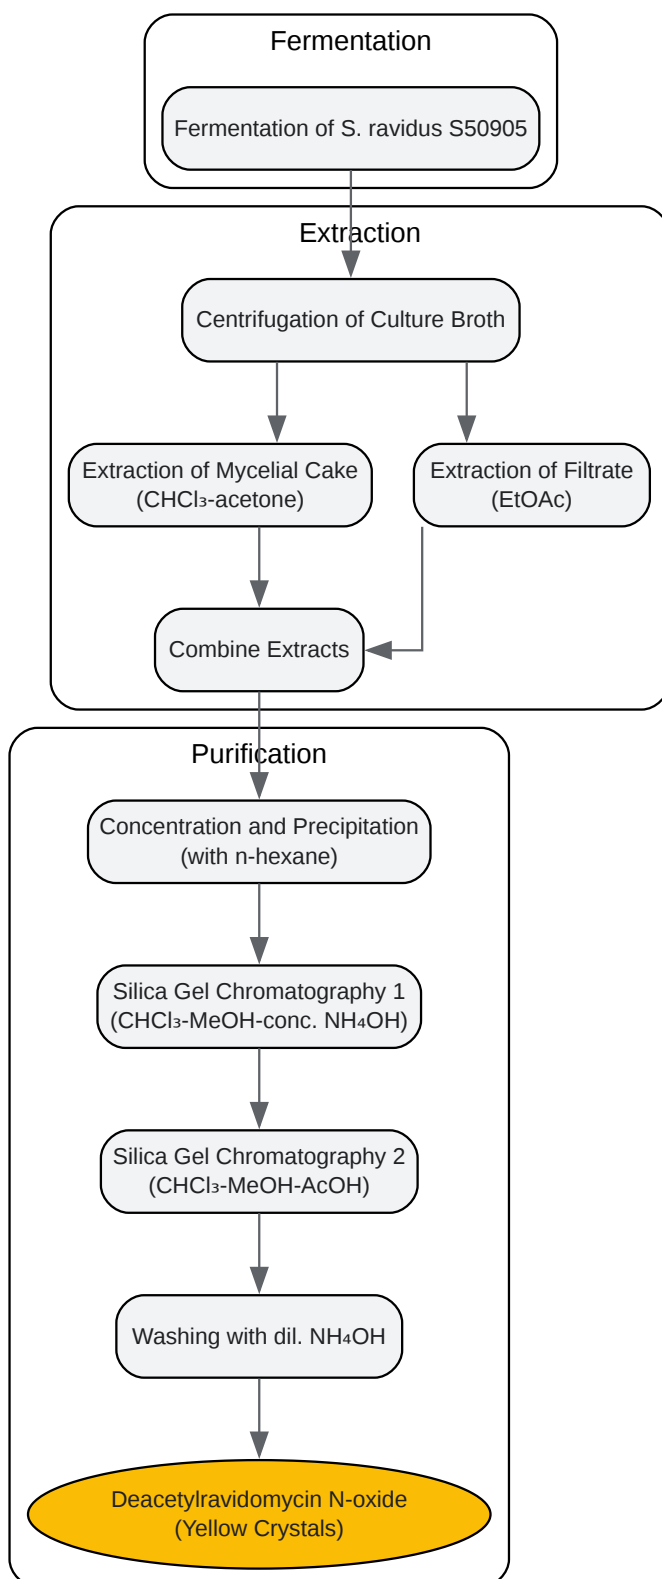 Fermentation
Fermentation of S. ravidus S50905
Extraction
Centrifugation of Culture Broth
Extraction of Mycelial Cake
(CHCl₃-acetone)
Extraction of Filtrate
(EtOAc)
Combine Extracts
Purification
Concentration and Precipitation
(with n-hexane)
Silica Gel Chromatography 1
(CHCl₃-MeOH-conc. NH₄OH)
Silica Gel Chromatography 2
(CHCl₃-MeOH-AcOH)
Washing with dil. NH₄OH
Deacetylravidomycin N-oxide
(Yellow Crystals)